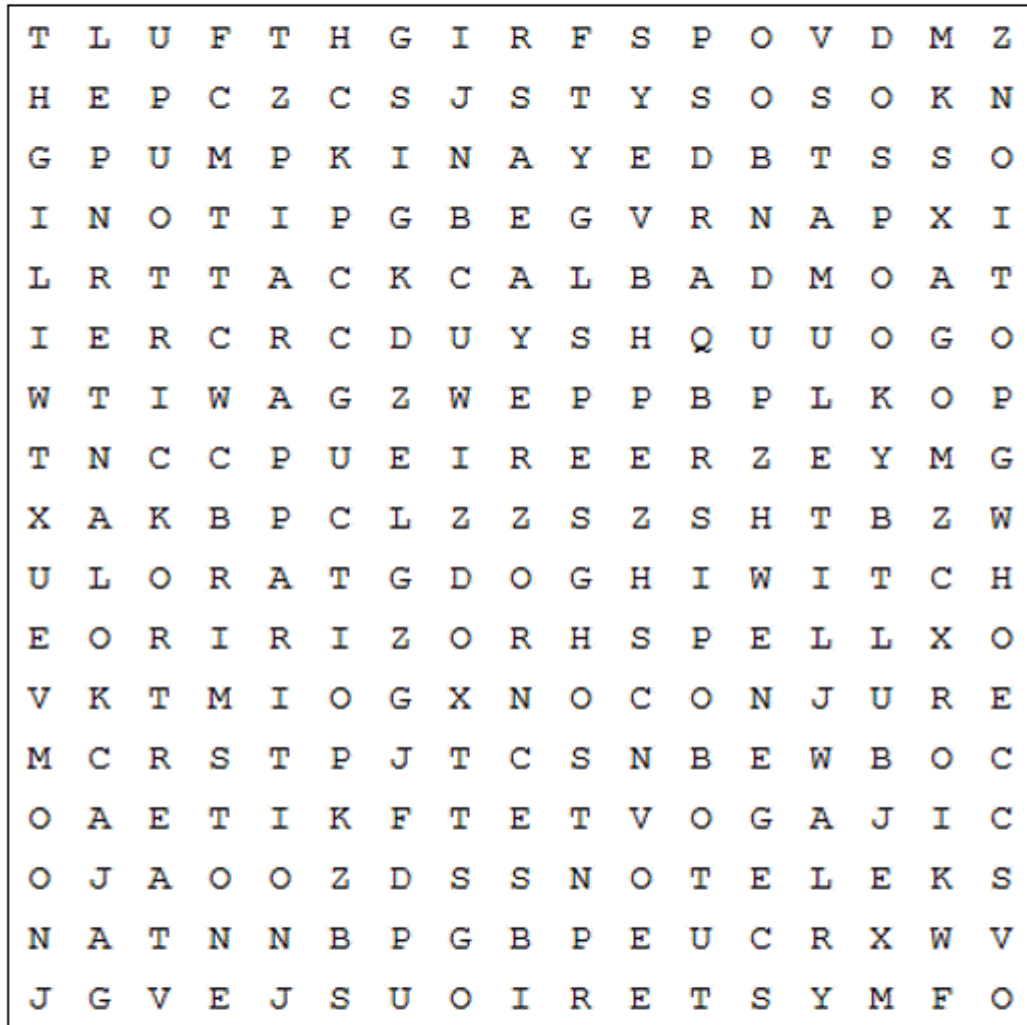 T L U F T H G I R F S P O V D M Z
H E P C Z C S J S T Y S O S O K N
G P U M P K I N A Y E D B T S S O
I N O T I P G B E G V R N A P X I
L R T T A C K C A L B A D M O A T
I E R C R C D U Y S H Q U U O G O
W T I W A G Z W E P P B P L K O P
T N C C P U E I R E E R Z E Y M G
X A K B P C L Z Z S Z S H T B Z W
U L O R A T G D O G H I W I T C H
E O R I R I Z O R H S P E L L X O
V K T M I O G X N O C O N J U R E
M C R S T P J T C S N B E W B O C
O A E T I K F T E T V O G A J I C
O J A O O Z D S S N O T E L E K S
N A T N N B P G B P E U C R X W V
J G V E J S U O I R E T S Y M F O